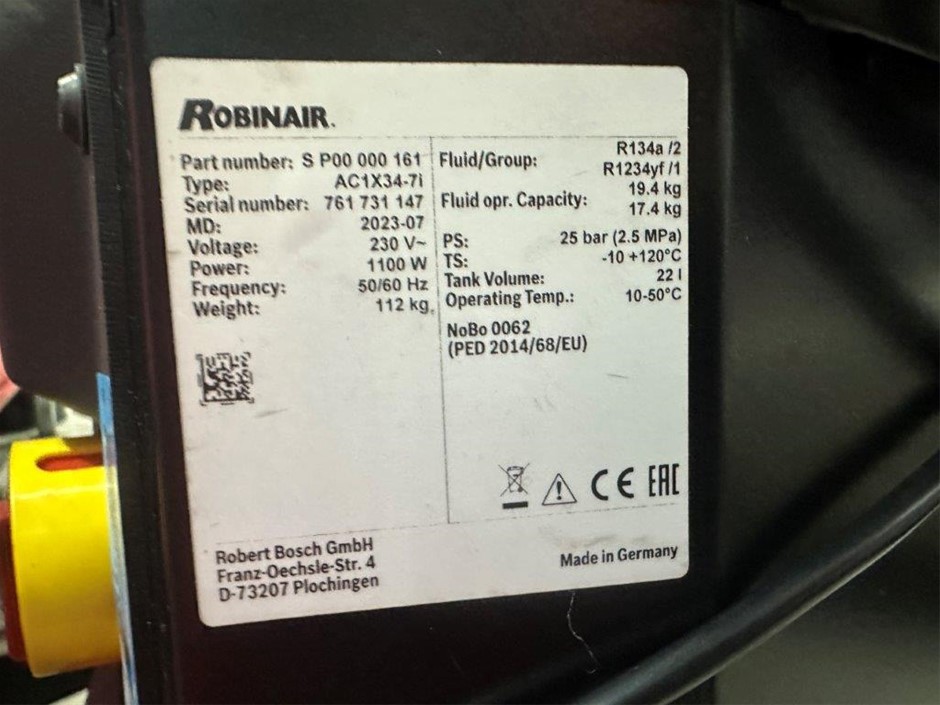 ROBINAIR.
Part number: S P00 000 161
Type: AC1X34-7i
Serial number: 761 731 147
MD: 2023-07
Voltage: 230 V~
Power: 1100 W
Frequency: 50/60 Hz
Weight: 112 kg
Fluid/Group: R134a /2
R1234yf /1
Fluid opr. Capacity: 19.4 kg
17.4 kg
PS: 25 bar (2.5 MPa)
TS: -10 +120°C
Tank Volume: 22 l
Operating Temp.: 10-50°C
NoBo 0062
(PED 2014/68/EU)
CE EAC
Robert Bosch GmbH
Franz-Oechsle-Str. 4
D-73207 Plochingen
Made in Germany